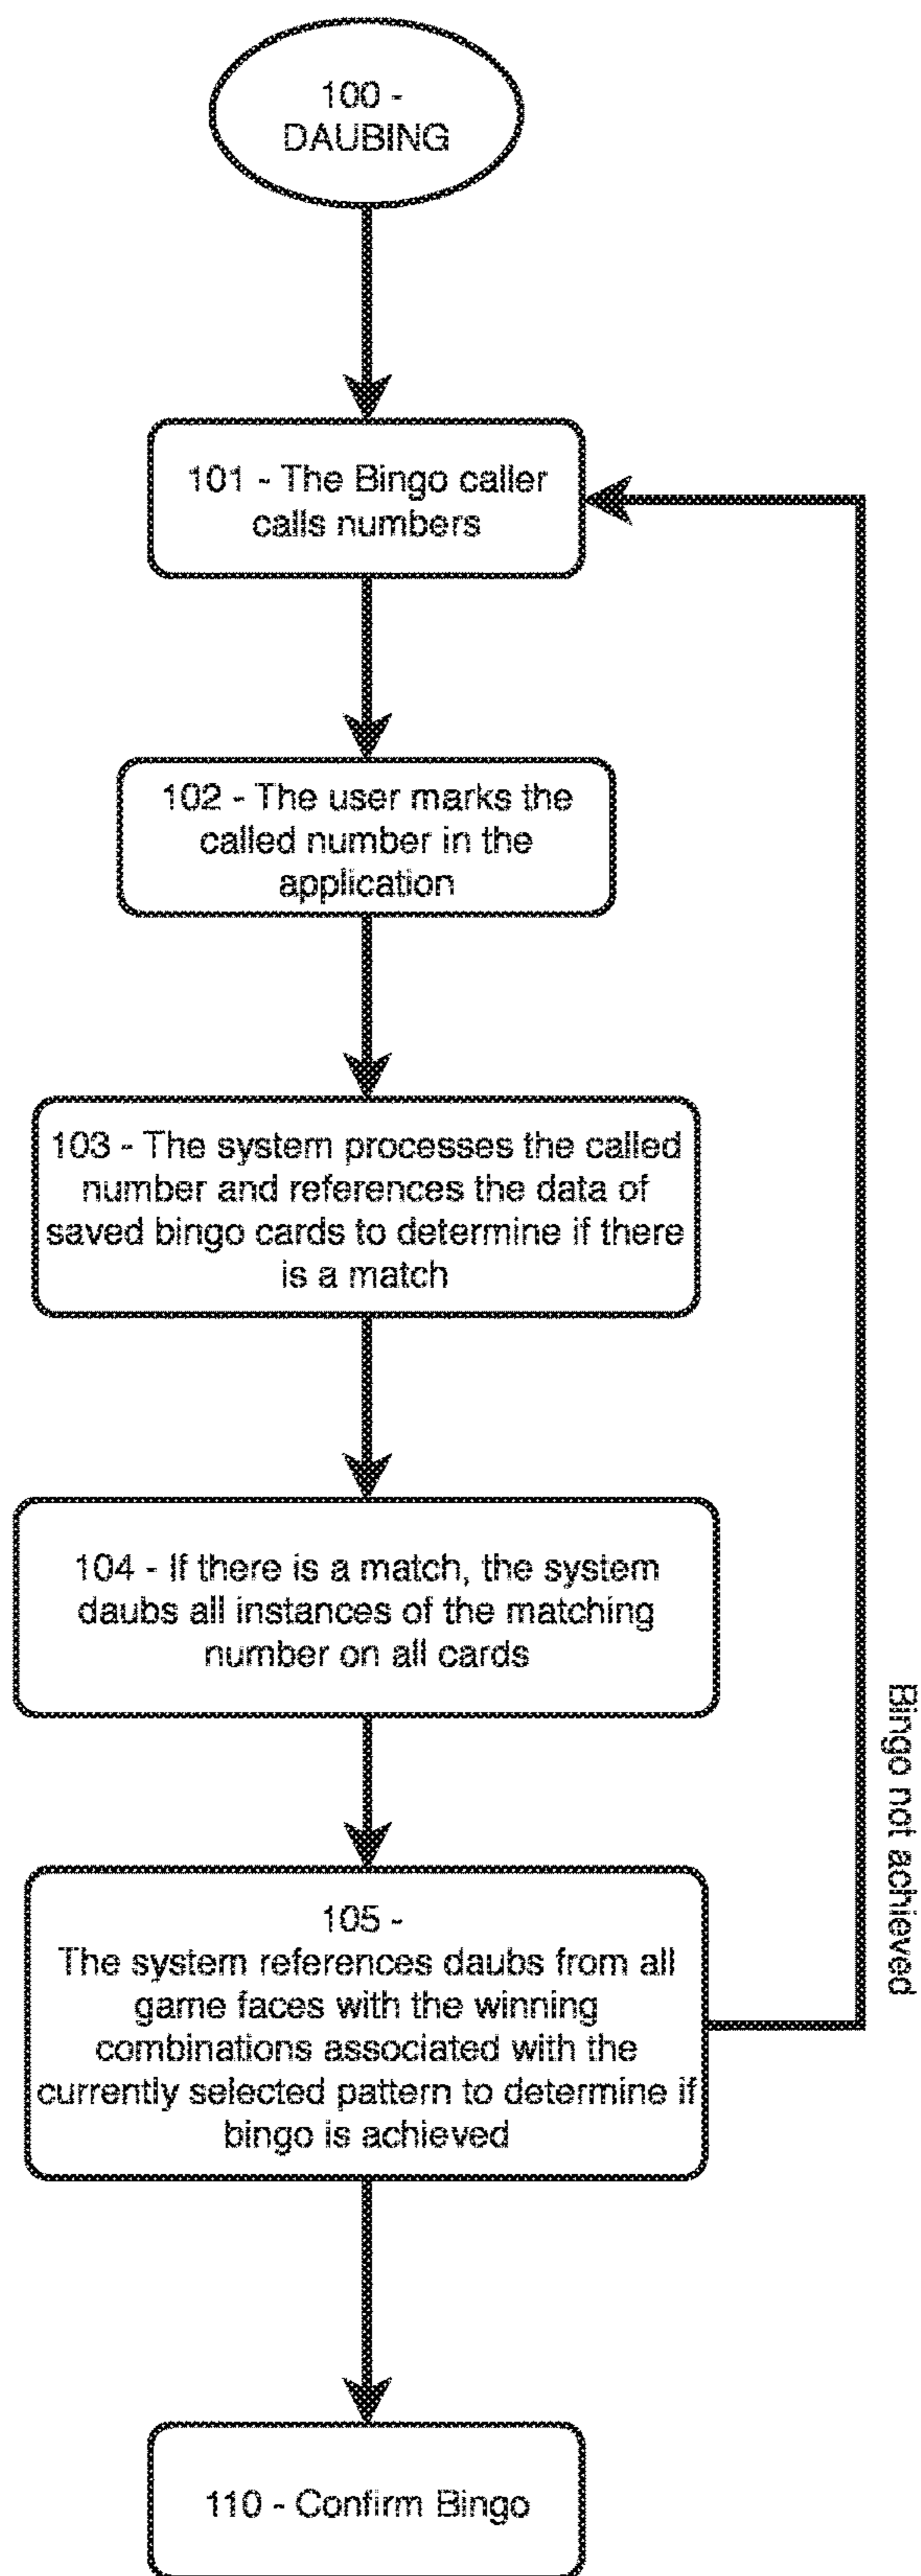 100 -
DAUBING
101 - The Bingo caller
calls numbers
102 - The user marks the
called number in the
application
103 - The system processes the called
number and references the data of
saved bingo cards to determine if there
is a match
104 - If there is a match, the system
daubs all instances of the matching
number on all cards
105 -
The system references daubs from all
game faces with the winning
combinations associated with the
currently selected pattern to determine if
bingo is achieved
Bingo not achieved
110 - Confirm Bingo